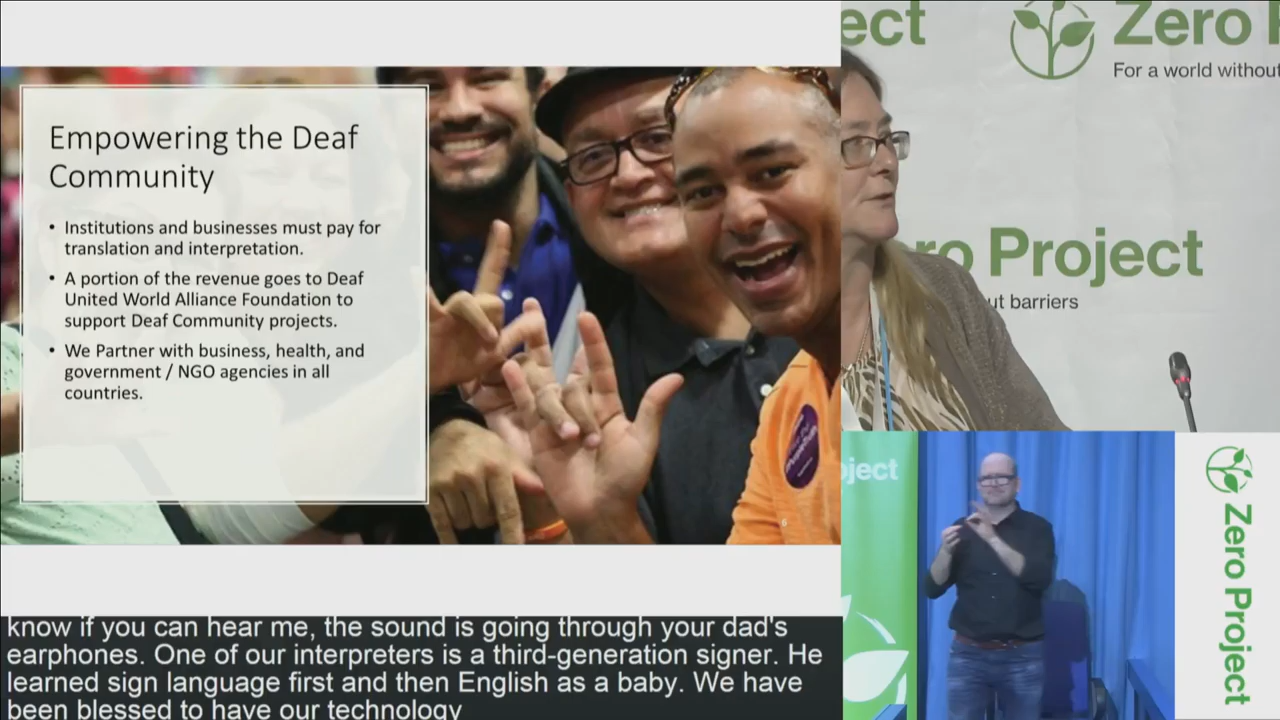 Empowering the Deaf
Community
• Institutions and businesses must pay for
translation and interpretation.
• A portion of the revenue goes to Deaf
United World Alliance Foundation to
support Deaf Community projects.
• We Partner with business, health, and
government / NGO agencies in all
countries.
ect
Zero
For a world without
ro Project
ut barriers
oject
Zero Project
know if you can hear me, the sound is going through your dad's
earphones. One of our interpreters is a third-generation signer. He
learned sign language first and then English as a baby. We have
been blessed to have our technology